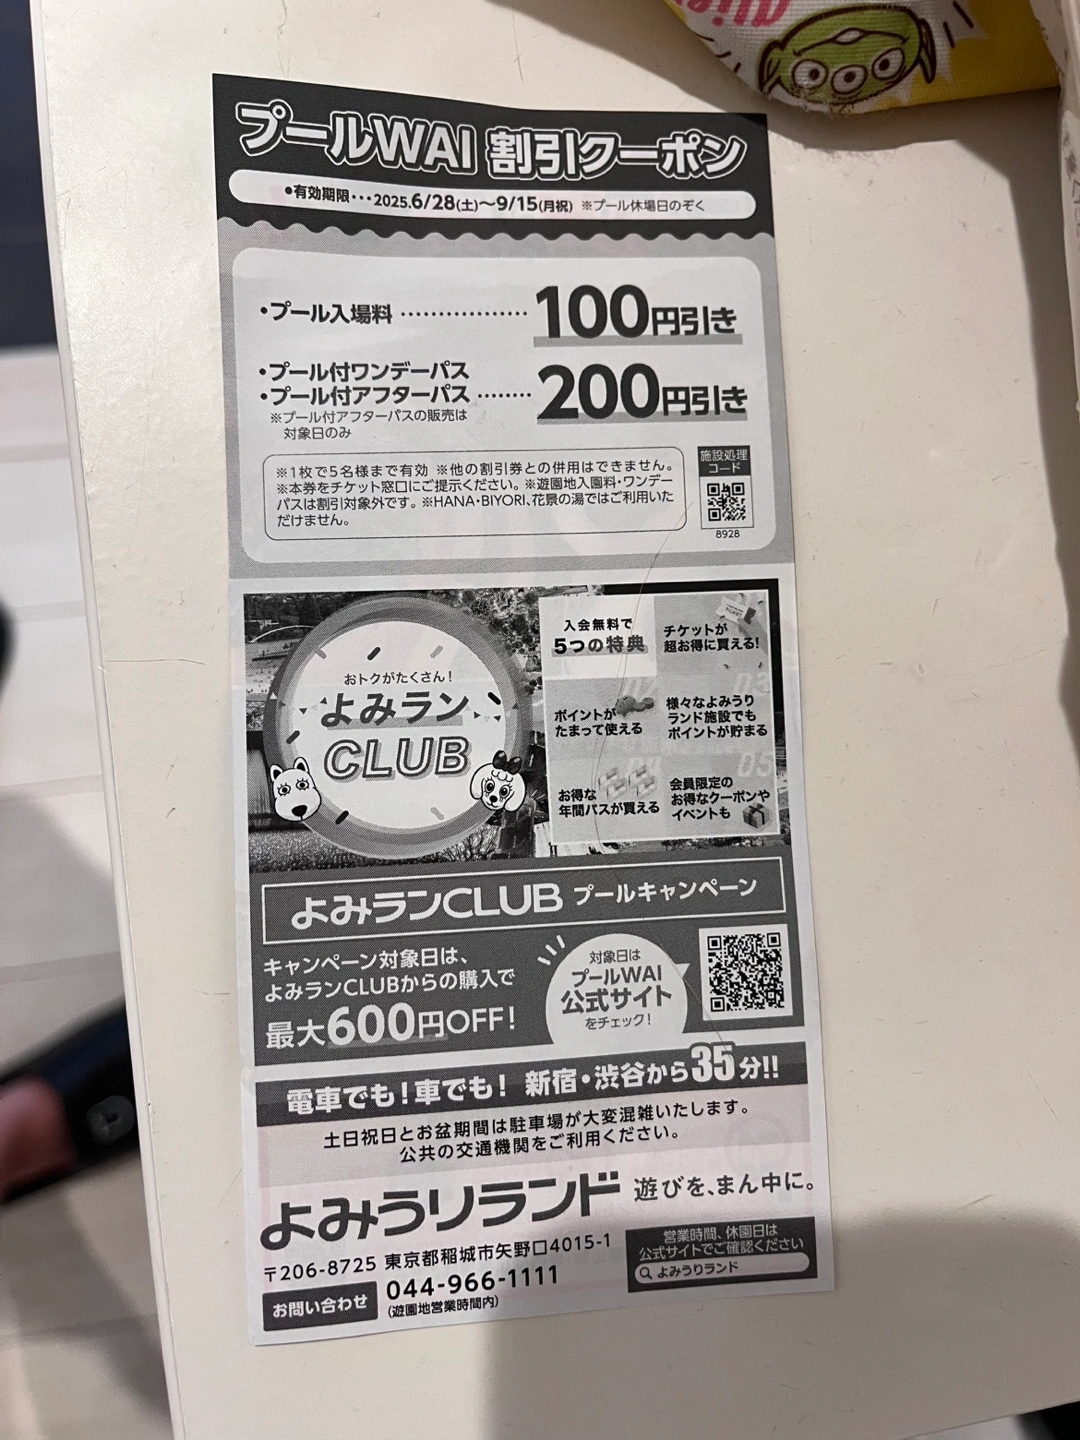 プールWAI 割引クーポン
●有効期限･･･2025.6/28(土)～9/15(月祝) ※プール休場日のぞく
・プール入場料 ･･････････････････ 100円引き
・プール付ワンデーパス
・プール付アフターパス ････････ 200円引き
※プール付アフターパスの販売は
対象日のみ
※1枚で5名様まで有効 ※他の割引券との併用はできません。
※本券をチケット窓口にご提示ください。※遊園地入園料・ワンデー
パスは割引対象外です。※HANA・BIYORI、花景の湯ではご利用いた
だけません。
施設処理
コード
8928
おトクがたくさん！
よみラン
CLUB
入会無料で
5つの特典
チケットが
超お得に買える！
ポイントが
たまって使える
様々なよみうり
ランド施設でも
ポイントが貯まる
お得な
年間パスが買える
会員限定の
お得なクーポンや
イベントも
02
03
04
05
よみランCLUB プールキャンペーン
キャンペーン対象日は、
よみランCLUBからの購入で
最大600円OFF！
対象日は
プールWAI
公式サイト
をチェック！
電車でも！車でも！ 新宿・渋谷から35分!!
土日祝日とお盆期間は駐車場が大変混雑いたします。
公共の交通機関をご利用ください。
よみうりランド 遊びを、まん中に。
〒206-8725 東京都稲城市矢野口4015-1
お問い合わせ 044-966-1111
(遊園地営業時間内)
営業時間、休園日は
公式サイトでご確認ください
よみうりランド